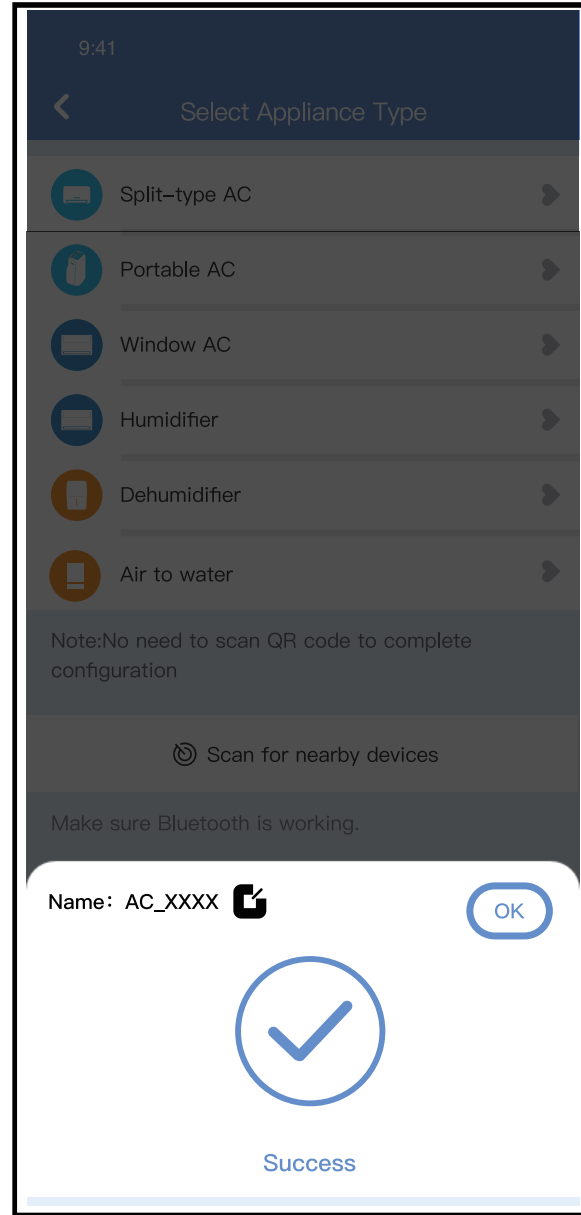 9:41
Select Appliance Type
Split-type AC
Portable AC
Window AC
Humidifier
Dehumidifier
Air to water
Note:No need to scan QR code to complete
configuration
Scan for nearby devices
Make sure Bluetooth is working.
Name: AC_XXXX
OK
Success